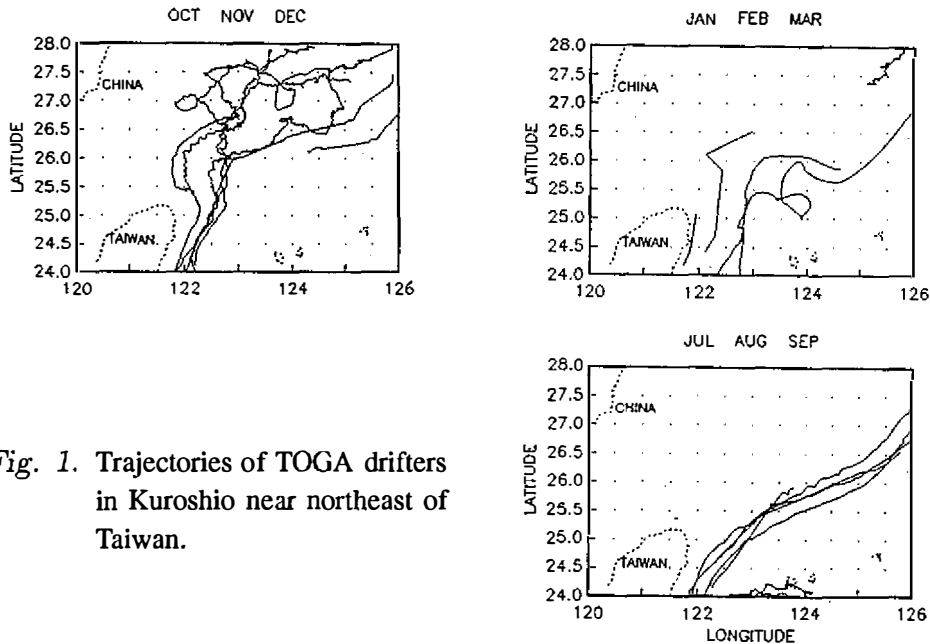 OCT NOV DEC
28.0
27.5
27.0
26.5
26.0
25.5
25.0
24.5
24.0
LATITUDE
CHINA
TAIWAN
120 122 124 126
JAN FEB MAR
28.0
27.5
27.0
26.5
26.0
25.5
25.0
24.5
24.0
LATITUDE
CHINA
TAIWAN
120 122 124 126
JUL AUG SEP
28.0
27.5
27.0
26.5
26.0
25.5
25.0
24.5
24.0
LATITUDE
CHINA
TAIWAN
120 122 124 126
LONGITUDE
Fig. 1. Trajectories of TOGA drifters
in Kuroshio near northeast of
Taiwan.